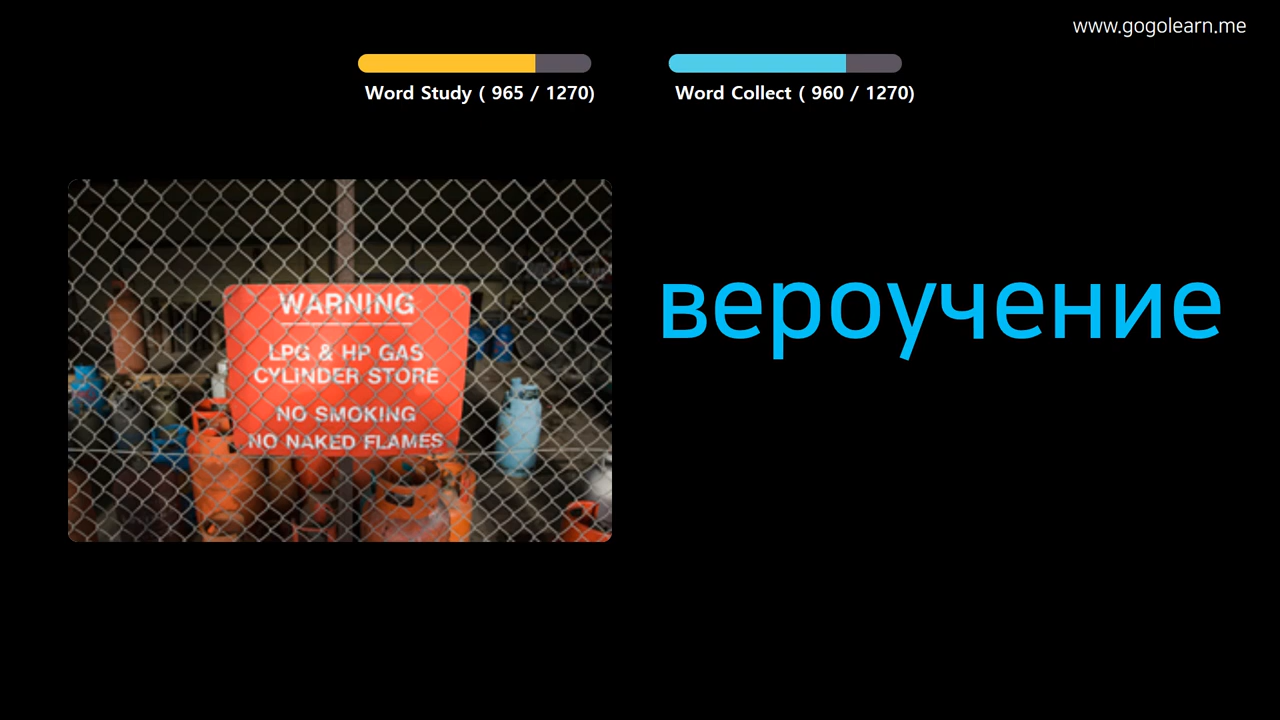 www.gogolearn.me
Word Study ( 965 / 1270)
Word Collect ( 960 / 1270)
WARNING
LPG & HP GAS
CYLINDER STORE
NO SMOKING
NO NAKED FLAMES
вероучение